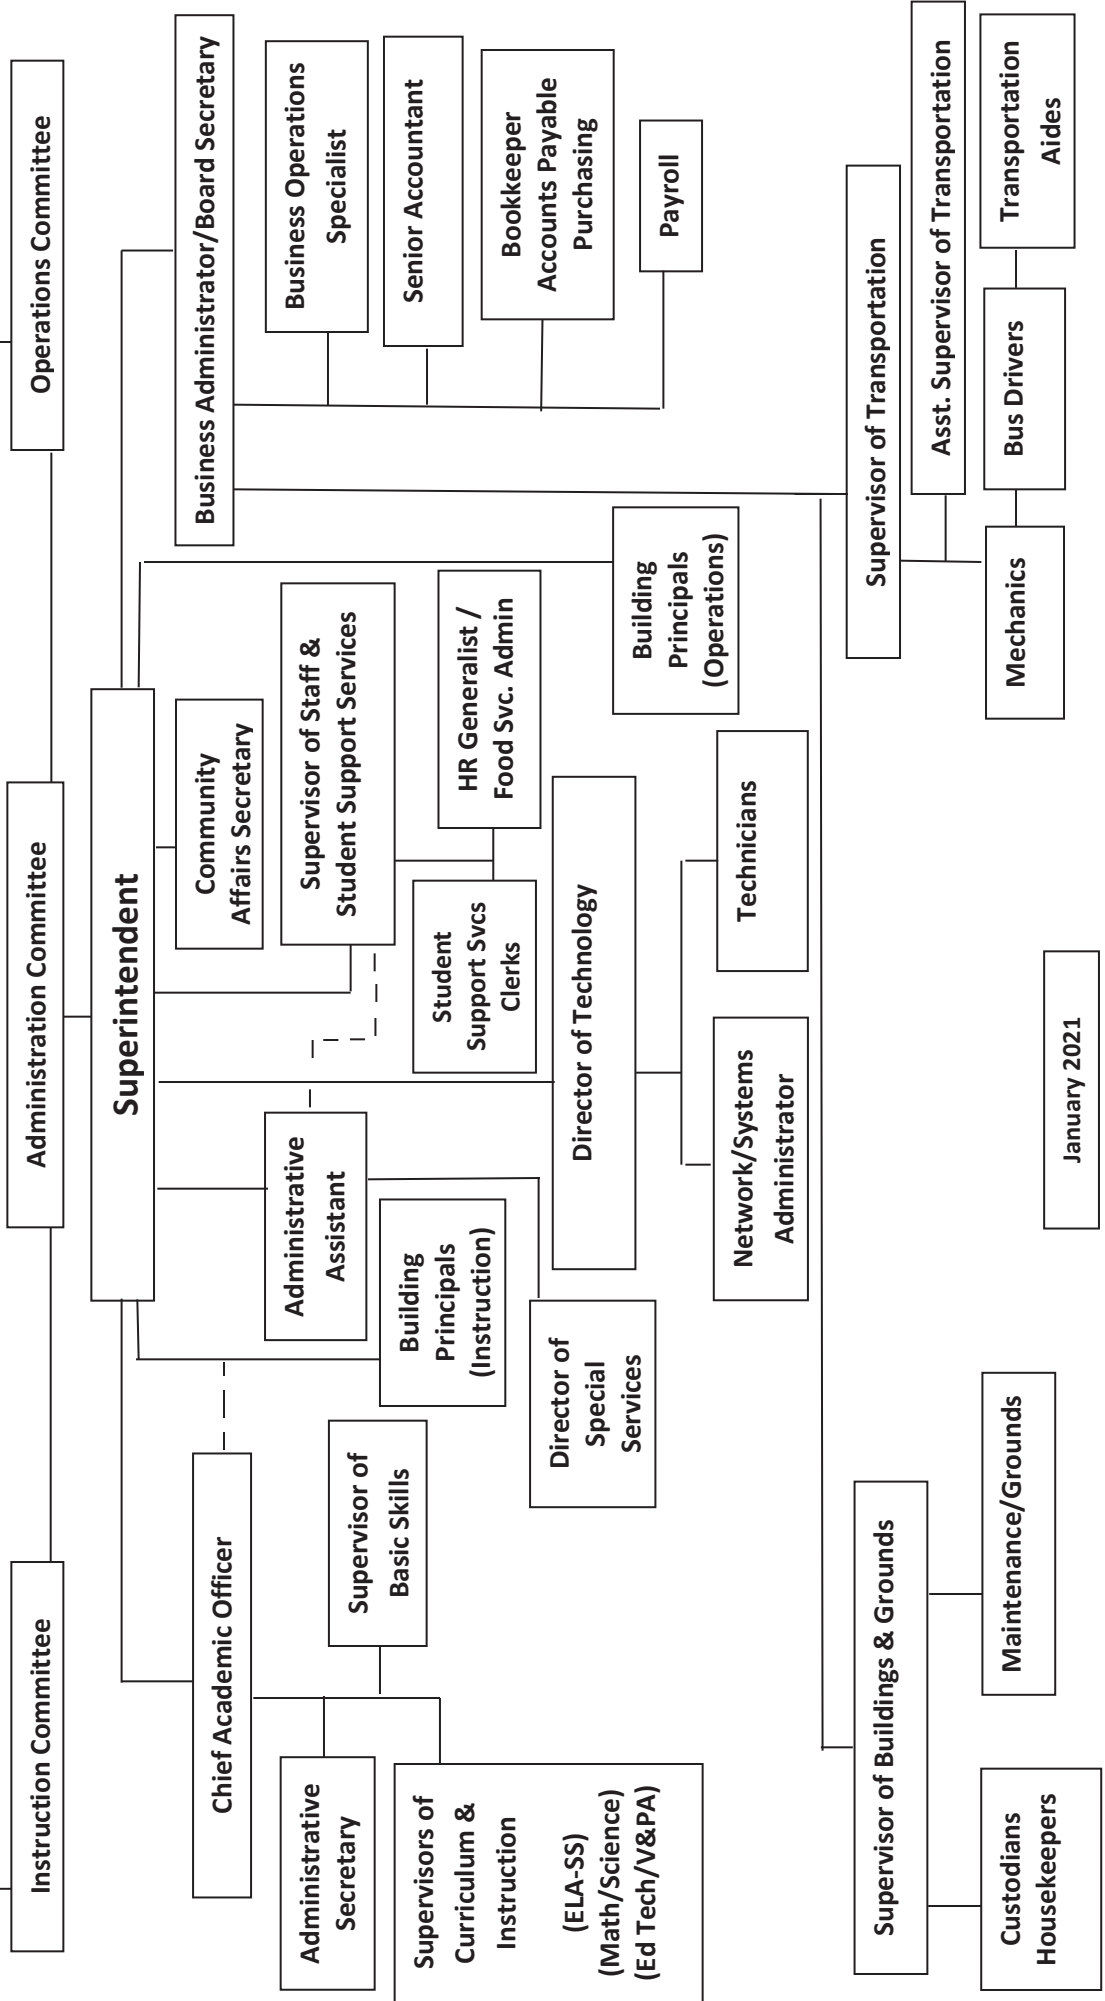 Instruction Committee
Administration Committee
Operations Committee
Superintendent
Chief Academic Officer
Community
Affairs Secretary
Business Administrator/Board Secretary
Administrative
Secretary
Supervisor of
Basic Skills
Administrative
Assistant
Supervisor of Staff &
Student Support Services
Business Operations
Specialist
Senior Accountant
Supervisors of
Curriculum &
Instruction
(ELA-SS)
(Math/Science)
(Ed Tech/V&PA)
Building
Principals
(Instruction)
Student
Support Svcs
Clerks
HR Generalist /
Food Svc. Admin
Bookkeeper
Accounts Payable
Purchasing
Director of
Special
Services
Director of Technology
Building
Principals
(Operations)
Payroll
Network/Systems
Administrator
Technicians
Supervisor of Buildings & Grounds
Supervisor of Transportation
Asst. Supervisor of Transportation
Custodians
Housekeepers
Maintenance/Grounds
Mechanics
Bus Drivers
Transportation
Aides
January 2021